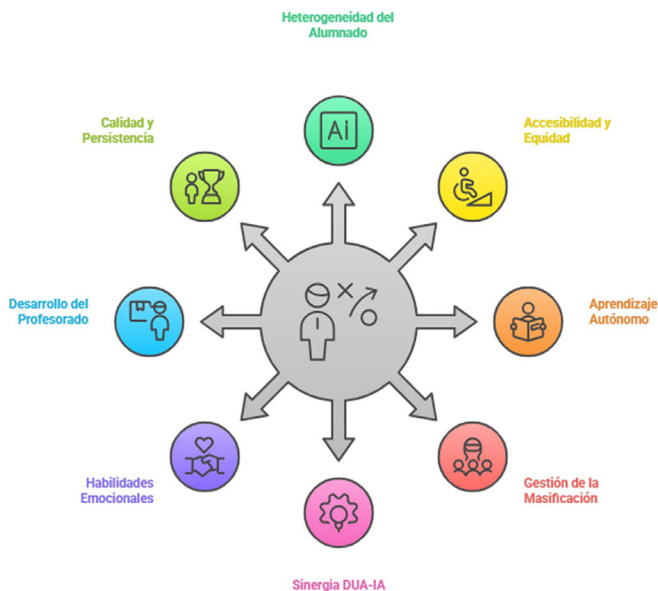 Heterogeneidad del
Alumnado
Calidad y
Persistencia
Ai
Accesibilidad y
Equidad
Desarrollo del
Profesorado
Aprendizaje
Autónomo
Habilidades
Emocionales
Gestión de la
Masificación
Sinergia DUA-IA